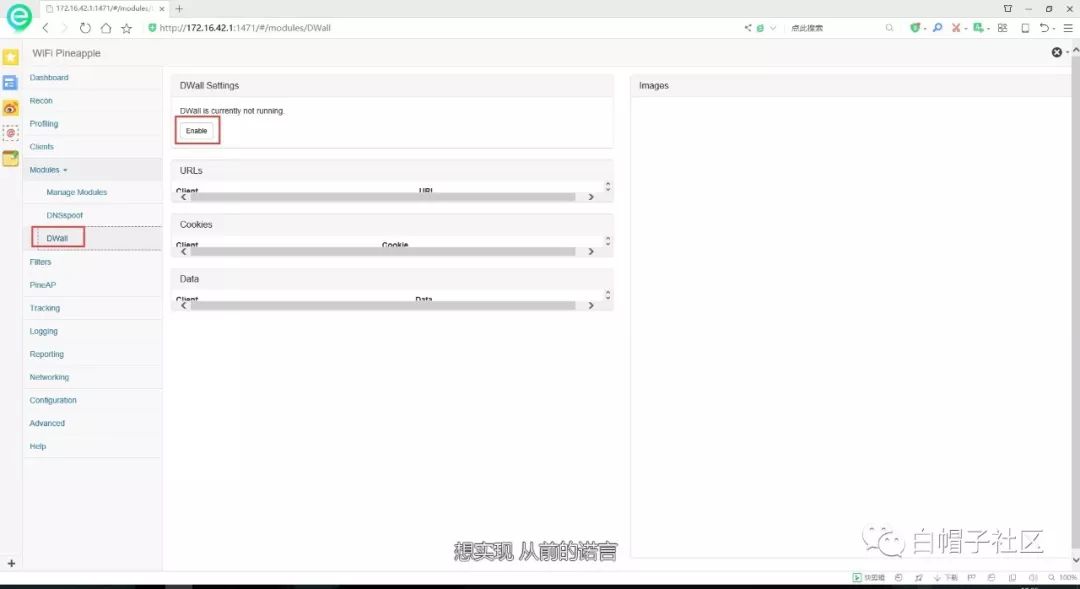 172.16.42.1:1471/#/modules/
http://172.16.42.1:1471/#/modules/DWall
点此搜索
WiFi Pineapple
Dashboard
Recon
Profiling
Clients
Modules
Manage Modules
DNSspoof
DWall
Filters
PineAP
Tracking
Logging
Reporting
Networking
Configuration
Advanced
Help
DWall Settings
DWall is currently not running.
Enable
URLs
Client URL
Cookies
Client Cookie
Data
Client Data
Images
想实现 从前的诺言
白帽子社区
快剪辑
下载
100%